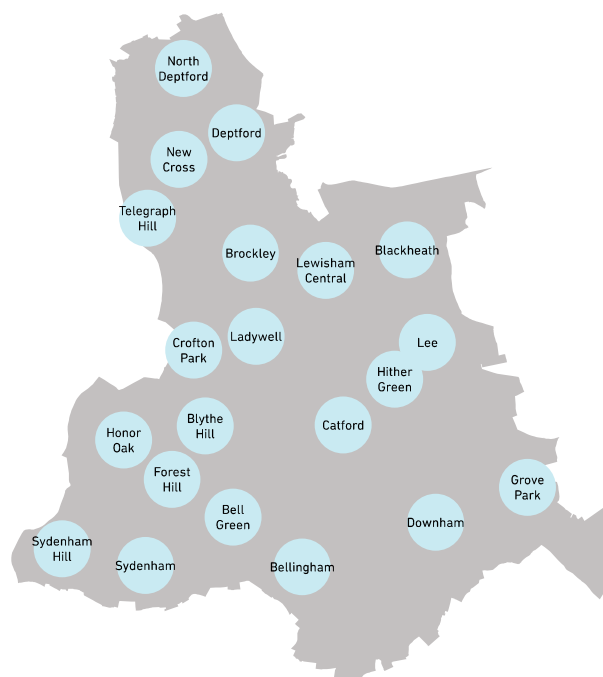 North
Deptford
Deptford
New
Cross
Telegraph
Hill
Brockley
Lewisham
Central
Blackheath
Crofton
Park
Ladywell
Lee
Hither
Green
Honor
Oak
Blythe
Hill
Catford
Forest
Hill
Grove
Park
Bell
Green
Downham
Sydenham
Hill
Sydenham
Bellingham